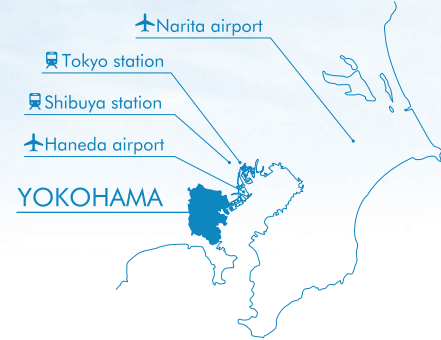 Narita airport
Tokyo station
Shibuya station
Haneda airport
YOKOHAMA